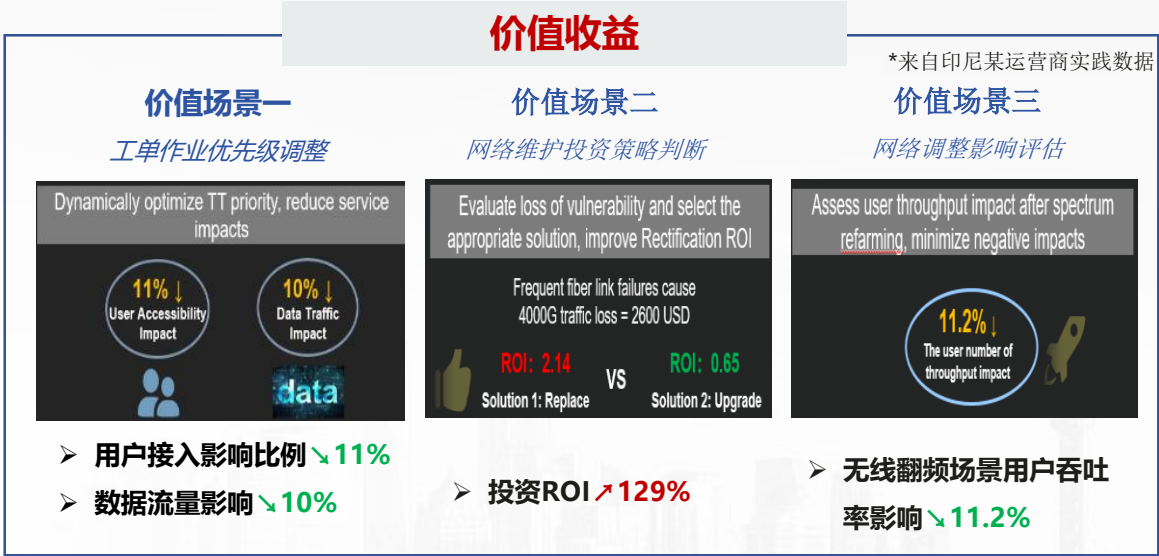 价值收益
*来自印尼某运营商实践数据
价值场景一
工单作业优先级调整
Dynamically optimize TT priority, reduce service
impacts
11%↓
User Accessibility
Impact
10%↓
Data Traffic
Impact
data
➢ 用户接入影响比例↘11%
➢ 数据流量影响↘10%
价值场景二
网络维护投资策略判断
Evaluate loss of vulnerability and select the
appropriate solution, improve Rectification ROI
Frequent fiber link failures cause
4000G traffic loss = 2600 USD
ROI: 2.14
Solution 1: Replace
VS
ROI: 0.65
Solution 2: Upgrade
➢ 投资ROI↗129%
价值场景三
网络调整影响评估
Assess user throughput impact after spectrum
refarming, minimize negative impacts
11.2%↓
The user number of
throughput impact
➢ 无线翻频场景用户吞吐
率影响↘11.2%